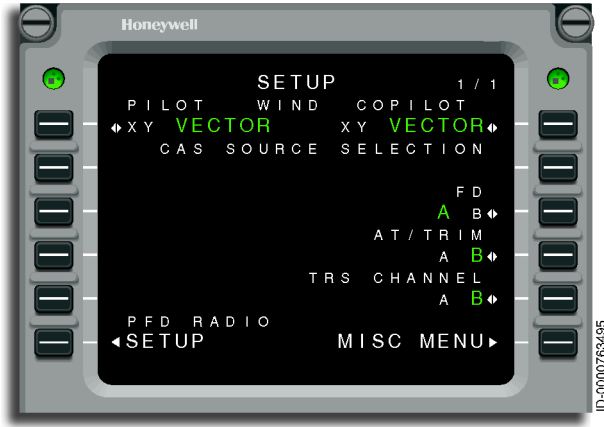 Honeywell
SETUP 1 / 1
PILOT WIND COPILOT
XY VECTOR XY VECTOR
CAS SOURCE SELECTION
FD
A B
AT/TRIM
A B
TRS CHANNEL
A B
PFD RADIO
◂SETUP MISC MENU▸
ID-0000763495